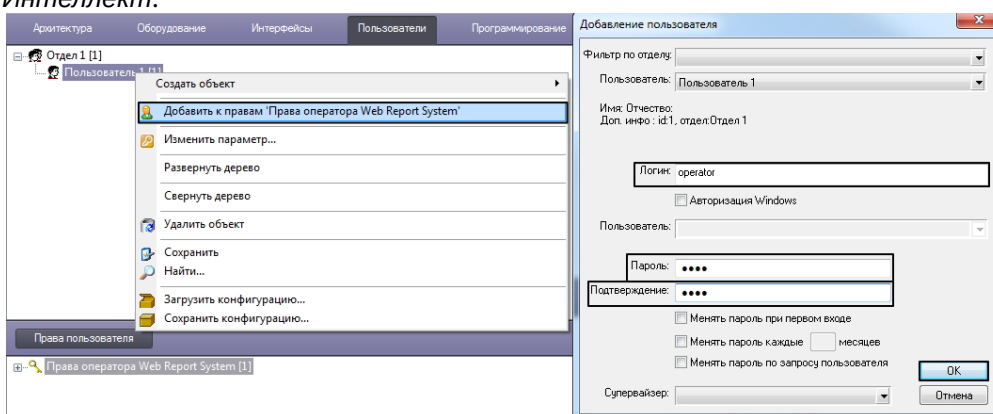 Интеллект.
Архитектура Оборудование Интерфейсы Пользователи Программирование
Отдел 1 [1]
Пользователь 1 [1]
Создать объект
Добавить к правам 'Права оператора Web Report System'
Изменить параметр...
Развернуть дерево
Свернуть дерево
Удалить объект
Сохранить
Найти...
Загрузить конфигурацию...
Сохранить конфигурацию...
Права пользователя
Права оператора Web Report System [1]
Добавление пользователя
Фильтр по отделу:
Пользователь: Пользователь 1
Имя: Отчество:
Доп. инфо : id:1, отдел:Отдел 1
Логин: operator
Авторизация Windows
Пользователь:
Пароль: ••••
Подтверждение: ••••
Менять пароль при первом входе
Менять пароль каждые месяцев
Менять пароль по запросу пользователя
OK
Супервайзер:
Отмена